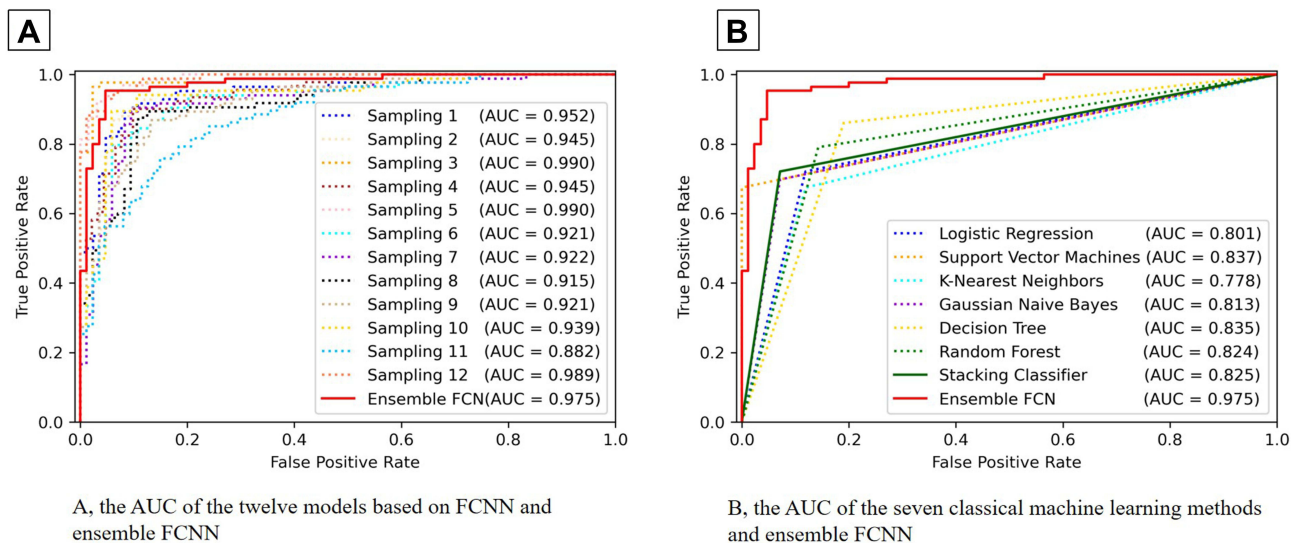 A
B
True Positive Rate
1.0
0.8
0.6
0.4
0.2
0.0
Sampling 1 (AUC = 0.952)
Sampling 2 (AUC = 0.945)
Sampling 3 (AUC = 0.990)
Sampling 4 (AUC = 0.945)
Sampling 5 (AUC = 0.990)
Sampling 6 (AUC = 0.921)
Sampling 7 (AUC = 0.922)
Sampling 8 (AUC = 0.915)
Sampling 9 (AUC = 0.921)
Sampling 10 (AUC = 0.939)
Sampling 11 (AUC = 0.882)
Sampling 12 (AUC = 0.989)
Ensemble FCN(AUC = 0.975)
0.0 0.2 0.4 0.6 0.8 1.0
False Positive Rate
True Positive Rate
1.0
0.8
0.6
0.4
0.2
0.0
Logistic Regression (AUC = 0.801)
Support Vector Machines (AUC = 0.837)
K-Nearest Neighbors (AUC = 0.778)
Gaussian Naive Bayes (AUC = 0.813)
Decision Tree (AUC = 0.835)
Random Forest (AUC = 0.824)
Stacking Classifier (AUC = 0.825)
Ensemble FCN (AUC = 0.975)
0.0 0.2 0.4 0.6 0.8 1.0
False Positive Rate
A, the AUC of the twelve models based on FCNN and
ensemble FCNN
B, the AUC of the seven classical machine learning methods
and ensemble FCNN